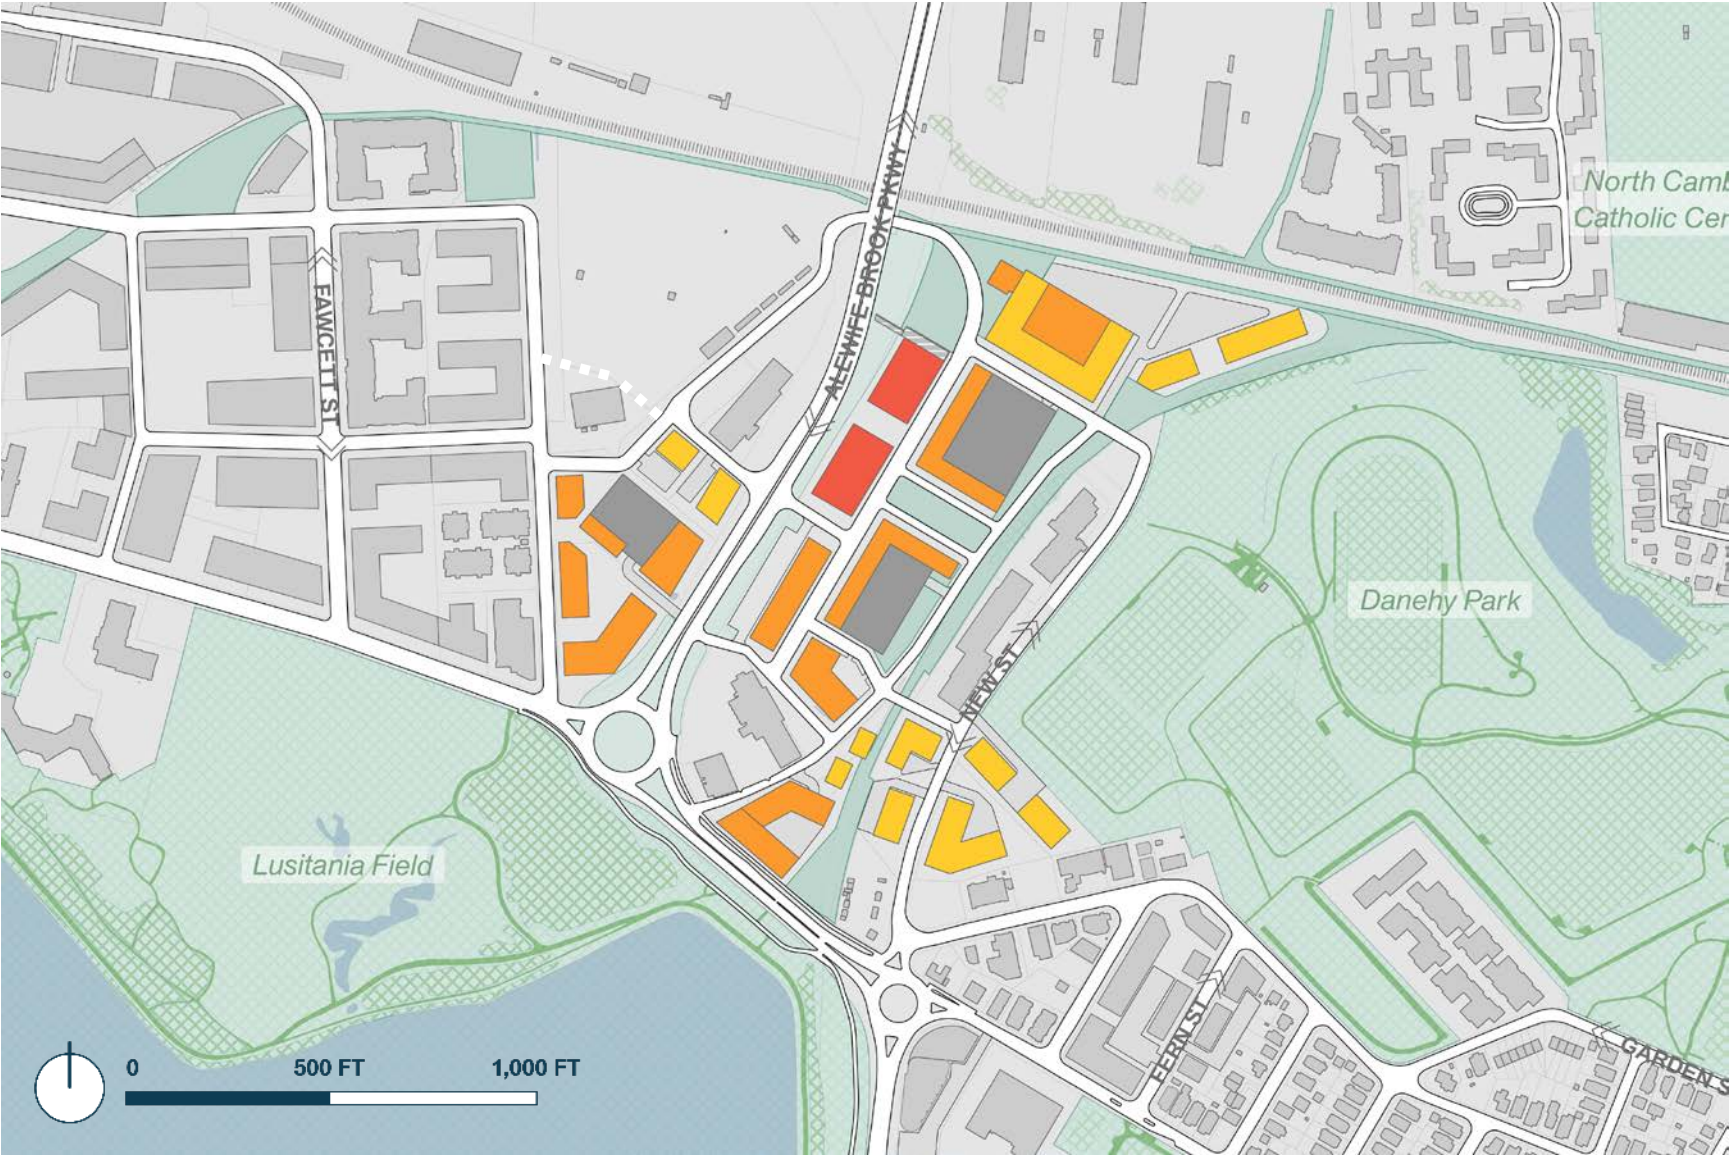 North Camb
Catholic Cer
ALEWIFE BROOK PKWY
FAWCETT ST
Danehy Park
NEW ST
Lusitania Field
FERN ST
GARDEN S
0 500 FT 1,000 FT